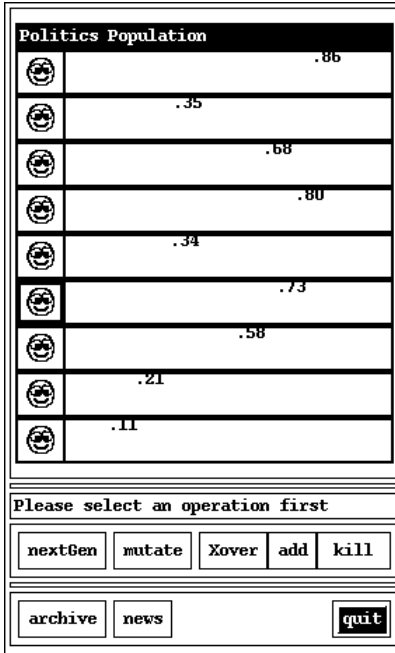 Politics Population
.86
.35
.68
.80
.34
.73
.58
.21
.11
Please select an operation first
nextGen mutate Xover add kill
archive news quit